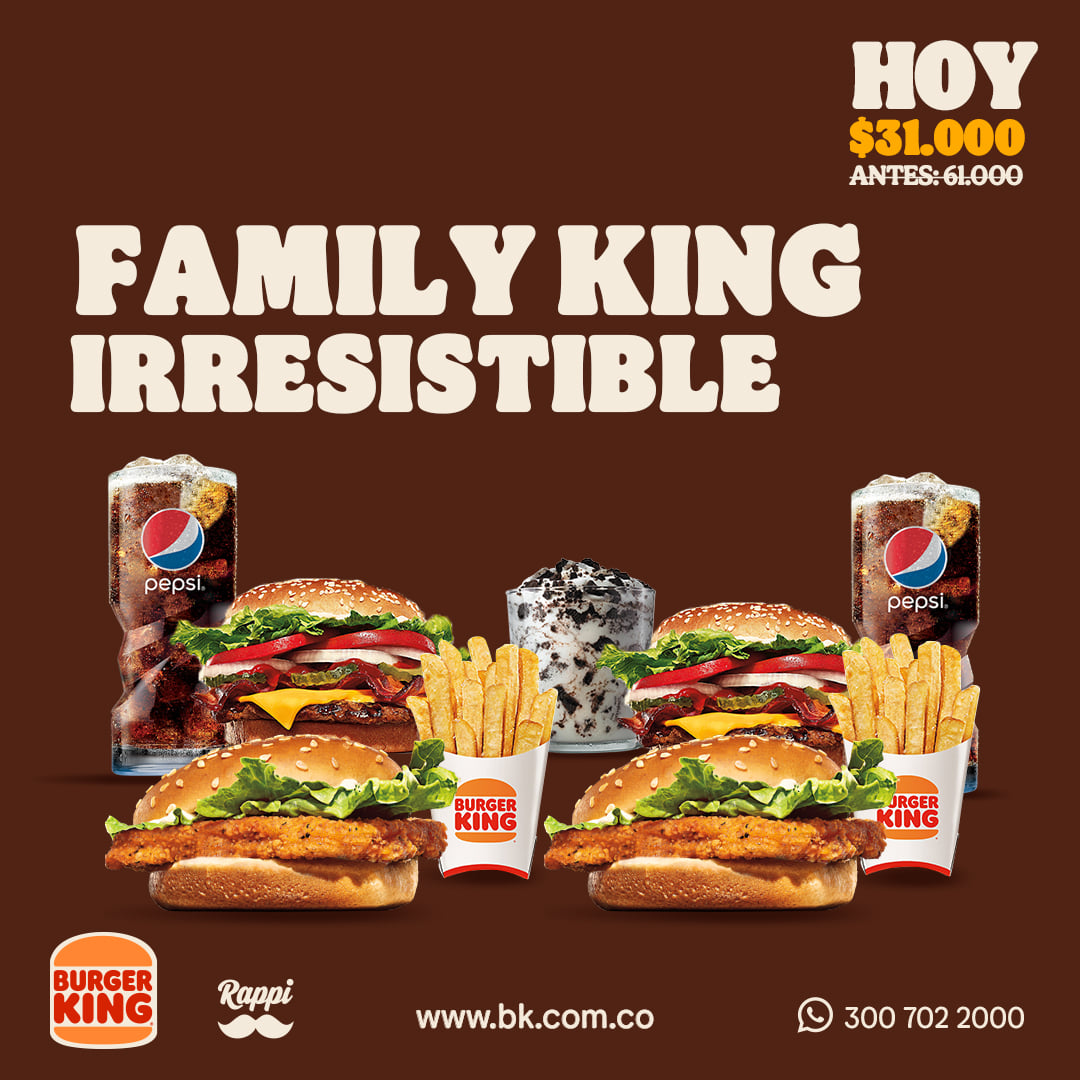 HOY
$31.000
ANTES: 61.000
FAMILY KING
IRRESISTIBLE
pepsi
pepsi
BURGER
KING
BURGER
KING
BURGER
KING
Rappi
www.bk.com.co
300 702 2000